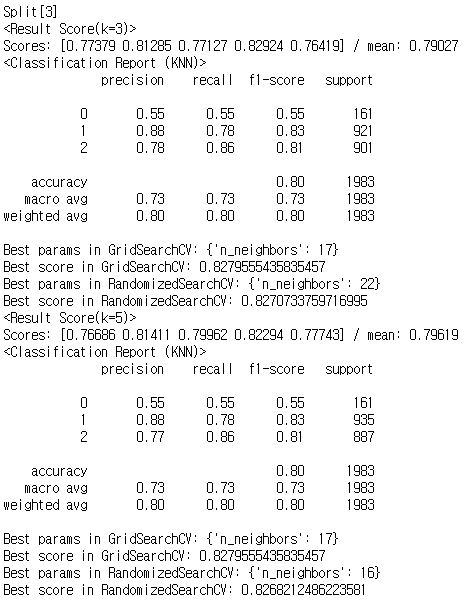 Split[3]
<Result Score(k=3)>
Scores: [0.77379 0.81285 0.77127 0.82924 0.76419] / mean: 0.79027
<Classification Report (KNN)>
precision recall f1-score support
0 0.55 0.55 0.55 161
1 0.88 0.78 0.83 921
2 0.78 0.86 0.81 901
accuracy 0.80 1983
macro avg 0.73 0.73 0.73 1983
weighted avg 0.80 0.80 0.80 1983
Best params in GridSearchCV: {'n_neighbors': 17}
Best score in GridSearchCV: 0.8279555435835457
Best params in RandomizedSearchCV: {'n_neighbors': 22}
Best score in RandomizedSearchCV: 0.8270733759716995
<Result Score(k=5)>
Scores: [0.76686 0.81411 0.79962 0.82294 0.77743] / mean: 0.79619
<Classification Report (KNN)>
precision recall f1-score support
0 0.55 0.55 0.55 161
1 0.88 0.78 0.83 935
2 0.77 0.86 0.81 887
accuracy 0.80 1983
macro avg 0.73 0.73 0.73 1983
weighted avg 0.80 0.80 0.80 1983
Best params in GridSearchCV: {'n_neighbors': 17}
Best score in GridSearchCV: 0.8279555435835457
Best params in RandomizedSearchCV: {'n_neighbors': 16}
Best score in RandomizedSearchCV: 0.8268212486223581